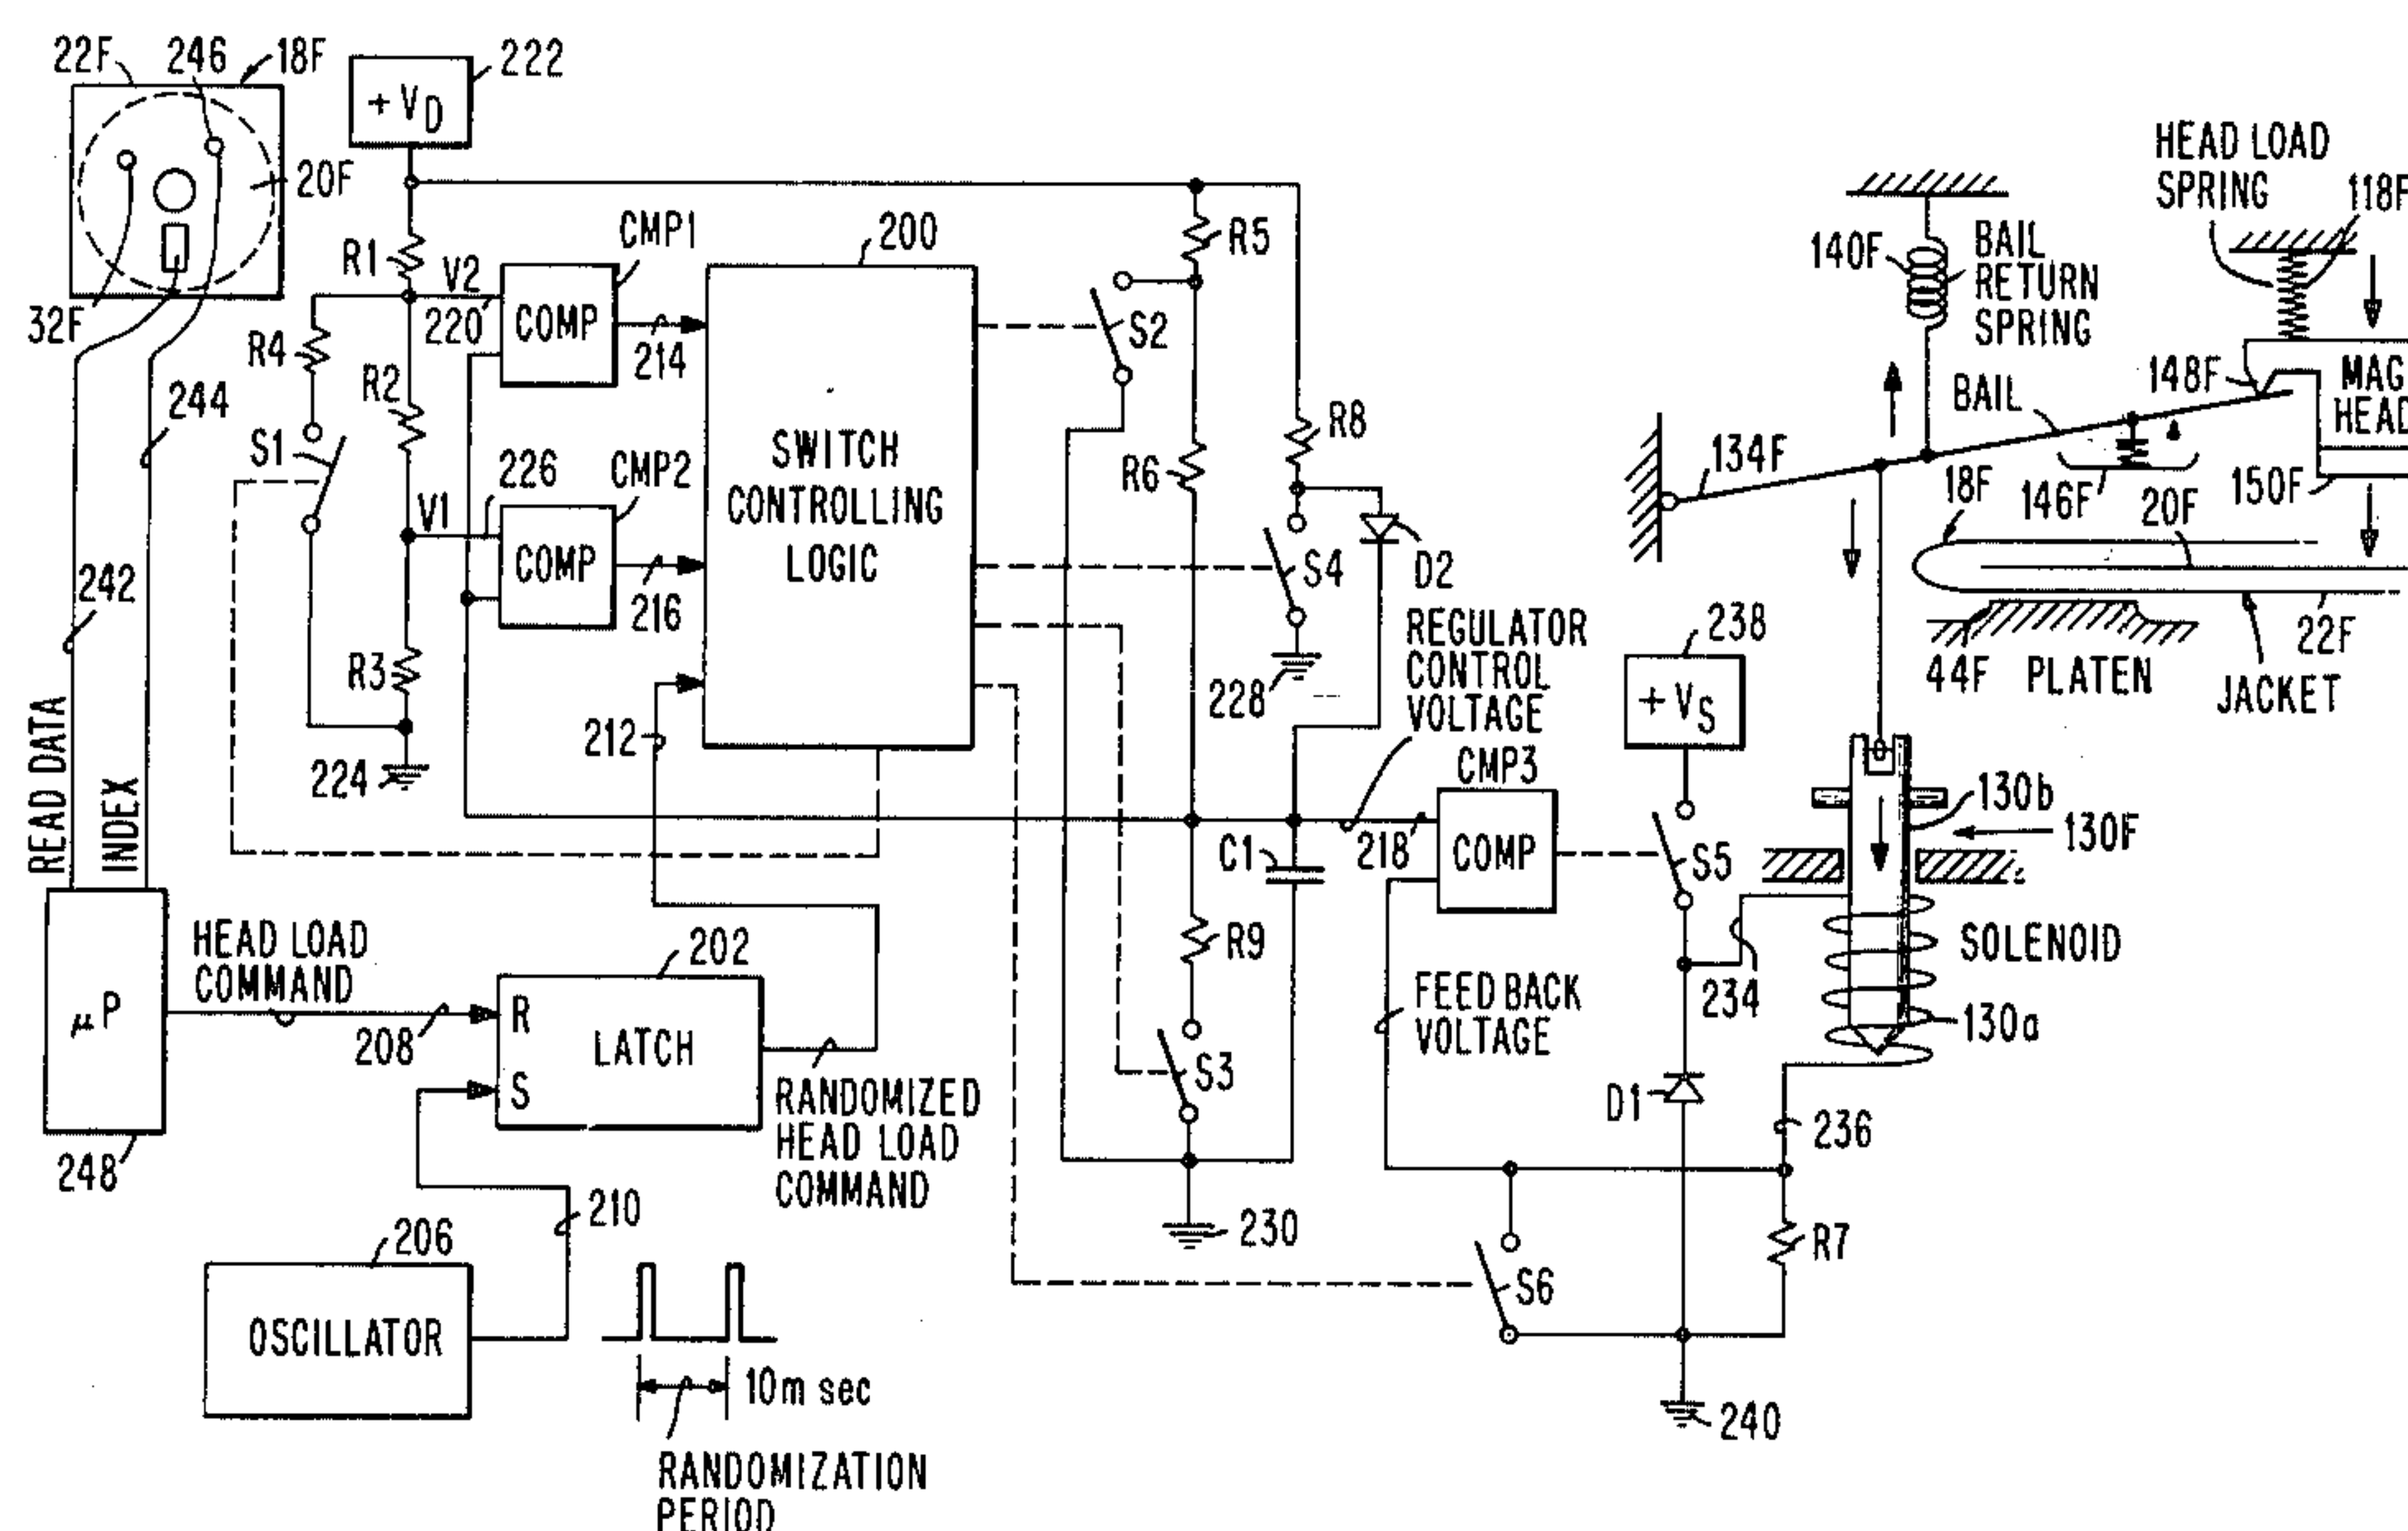 22F 246 18F
+VD 222
20F
32F
R1 V2 220
CMP1
COMP
214
200
SWITCH
CONTROLLING
LOGIC
R4
R2
244
S1
V1 226
CMP2
COMP
216
242
R3
224
212
READ DATA
INDEX
μP
248
HEAD LOAD
COMMAND
208
202
R
S
LATCH
RANDOMIZED
HEAD LOAD
COMMAND
206
OSCILLATOR
210
10m sec
RANDOMIZATION
PERIOD
R5
S2
R6
R8
S4
D2
228
REGULATOR
CONTROL
VOLTAGE
CMP3
COMP
218
C1
R9
S3
230
FEED BACK
VOLTAGE
238
+VS
S5
234
D1
236
R7
S6
240
HEAD LOAD
SPRING
118F
140F
BAIL
RETURN
SPRING
148F
MAG
HEAD
BAIL
134F
146F
150F
18F
20F
22F
44F
PLATEN
JACKET
130b
130F
SOLENOID
130a